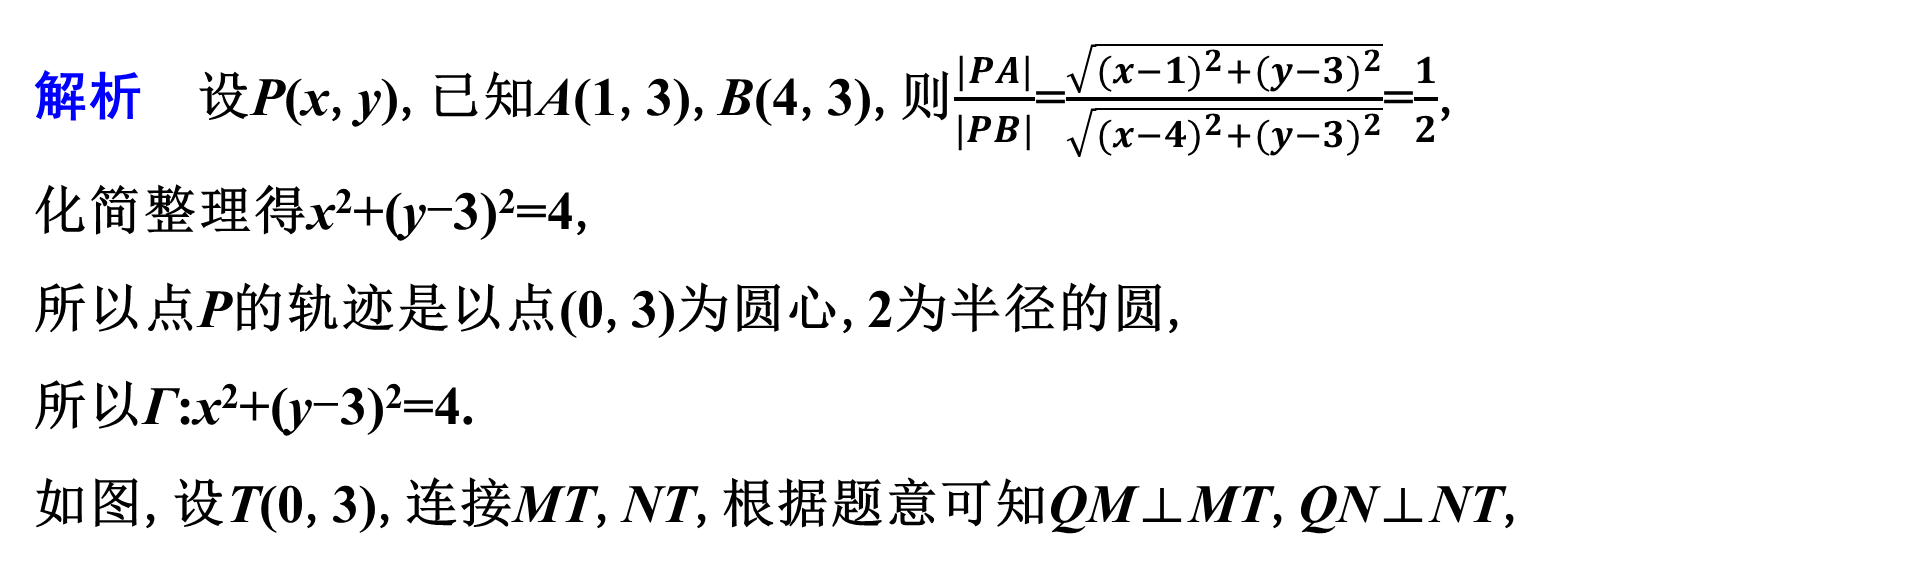 解析 设P(x, y), 已知A(1, 3), B(4, 3), 则|PA|/|PB|=√((x−1)²+(y−3)²)/√((x−4)²+(y−3)²)=1/2,
化简整理得x²+(y−3)²=4,
所以点P的轨迹是以点(0, 3)为圆心, 2为半径的圆,
所以Γ:x²+(y−3)²=4.
如图, 设T(0, 3), 连接MT, NT, 根据题意可知QM⊥MT, QN⊥NT,